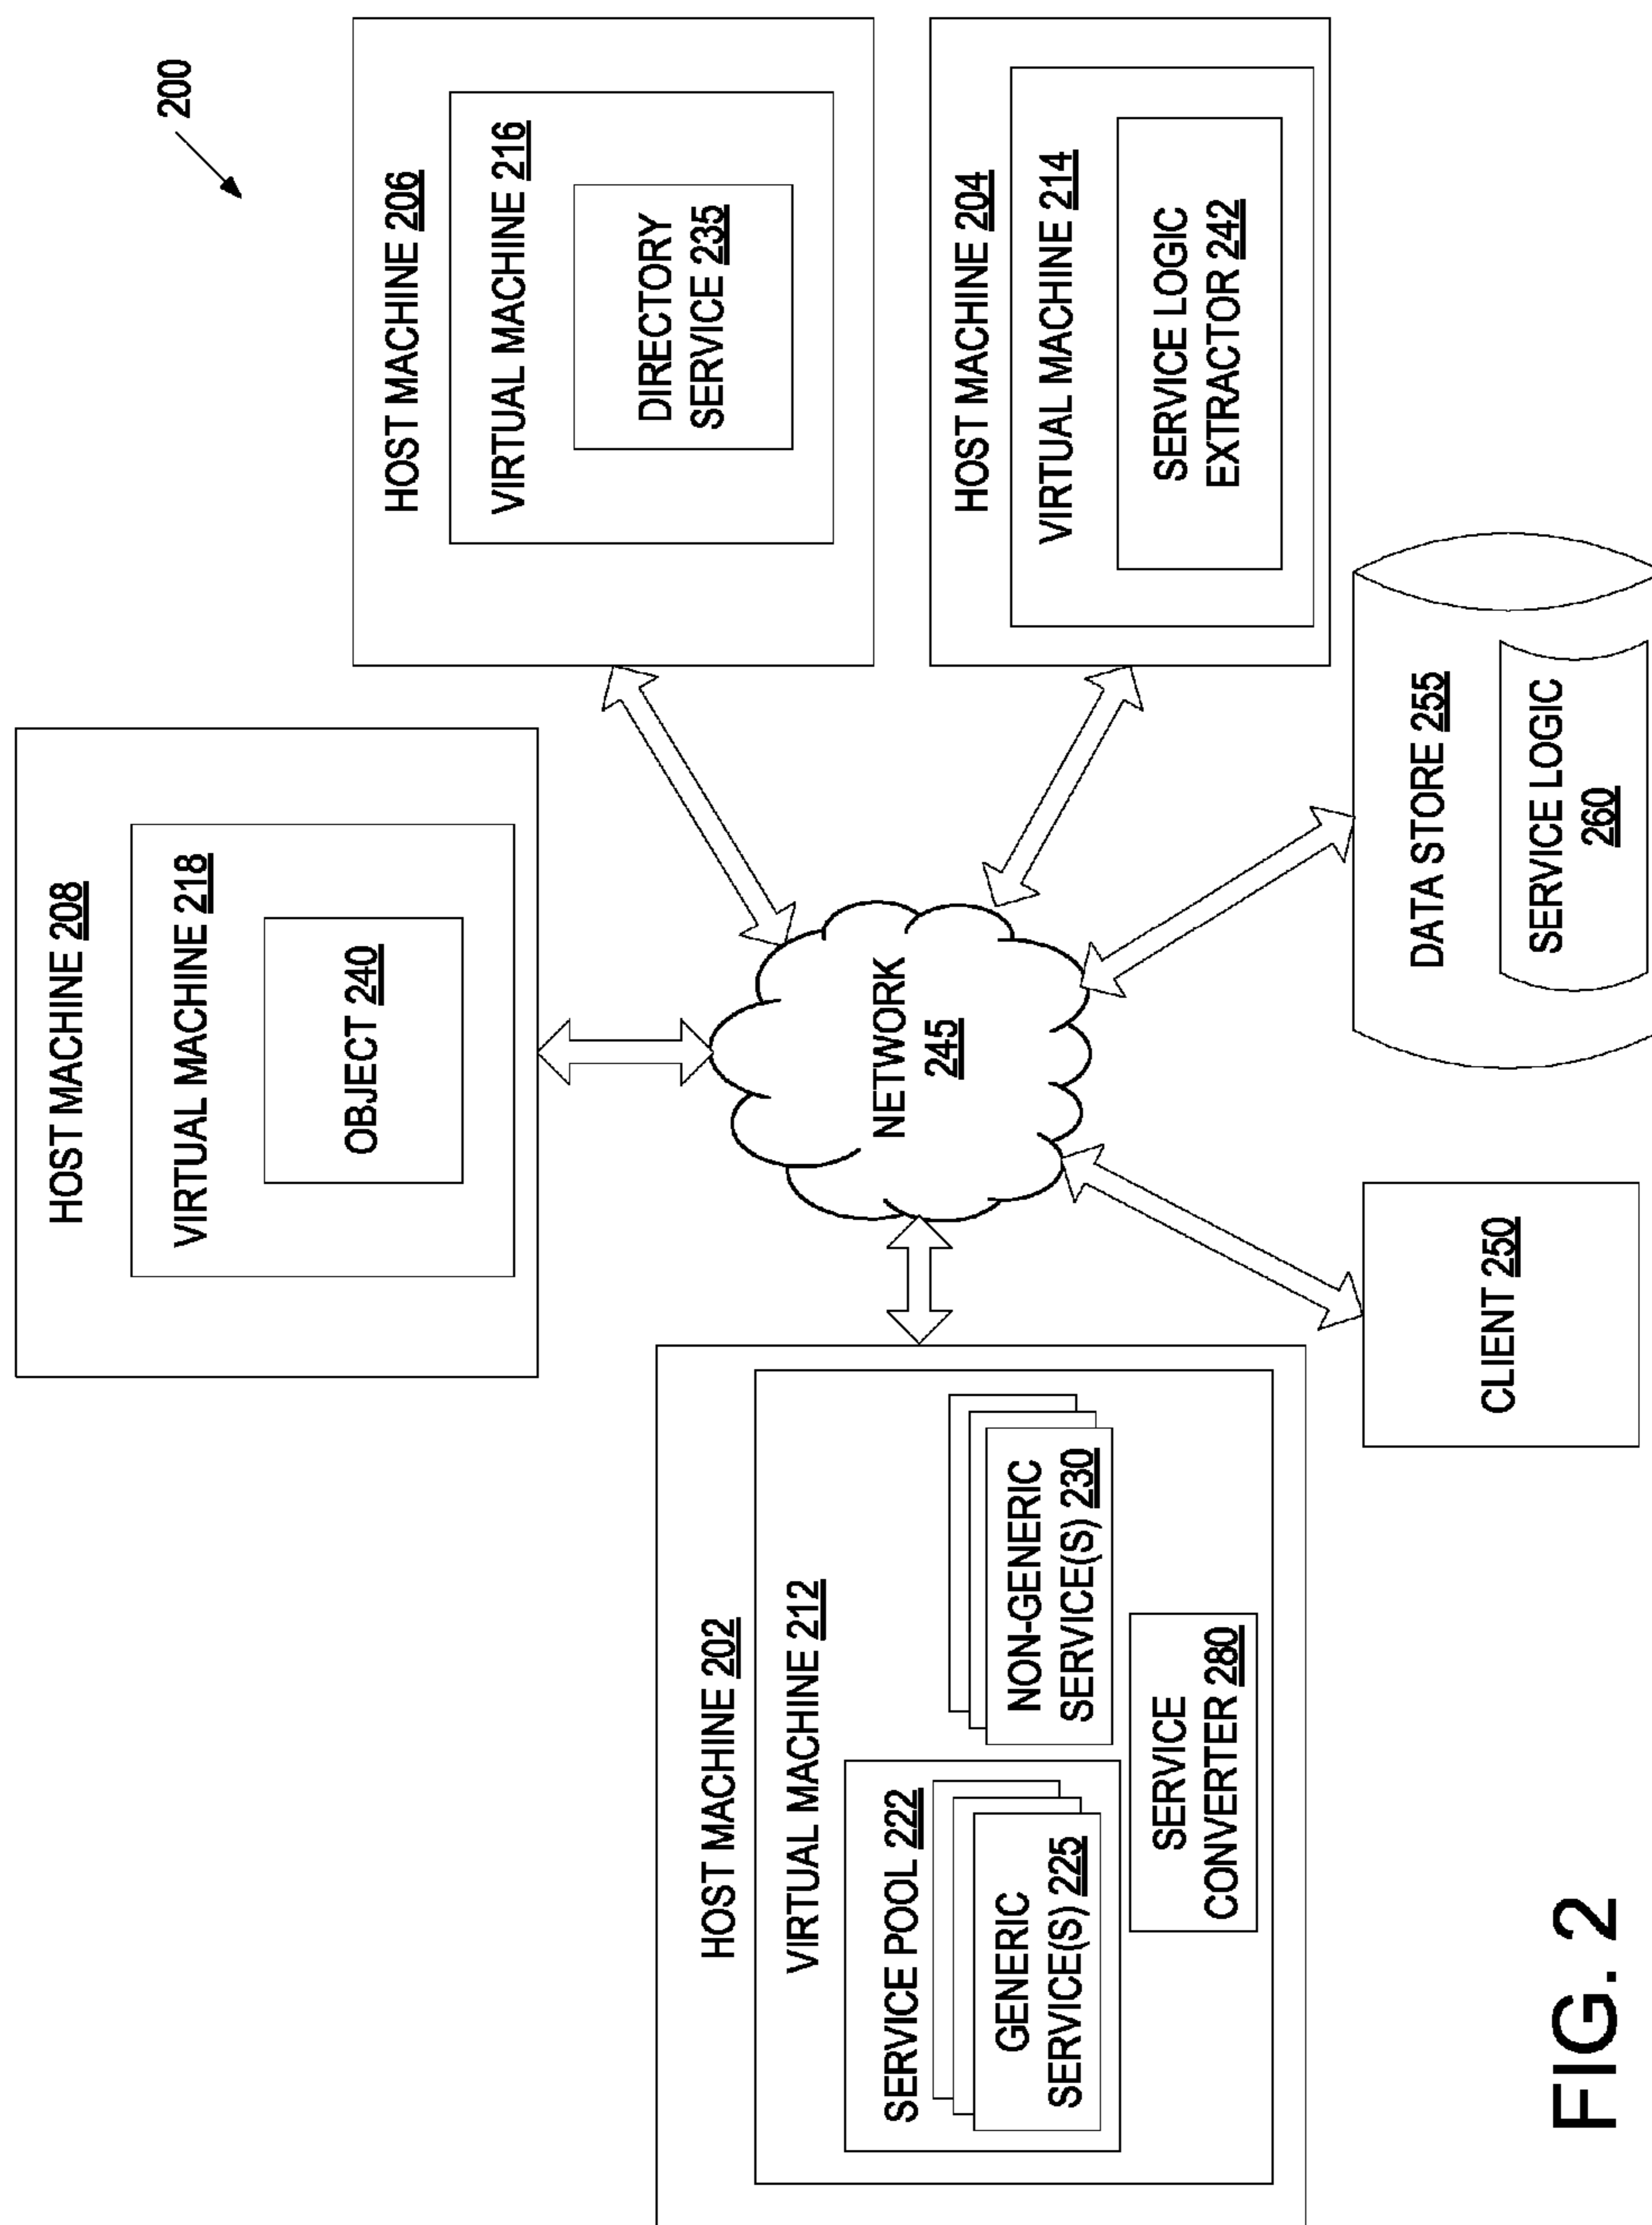 200
HOST MACHINE 208
VIRTUAL MACHINE 218
OBJECT 240
HOST MACHINE 206
VIRTUAL MACHINE 216
DIRECTORY
SERVICE 235
HOST MACHINE 202
VIRTUAL MACHINE 212
SERVICE POOL 222
GENERIC
SERVICE(S) 225
NON-GENERIC
SERVICE(S) 230
SERVICE
CONVERTER 280
NETWORK
245
HOST MACHINE 204
VIRTUAL MACHINE 214
SERVICE LOGIC
EXTRACTOR 242
CLIENT 250
DATA STORE 255
SERVICE LOGIC
260
FIG. 2